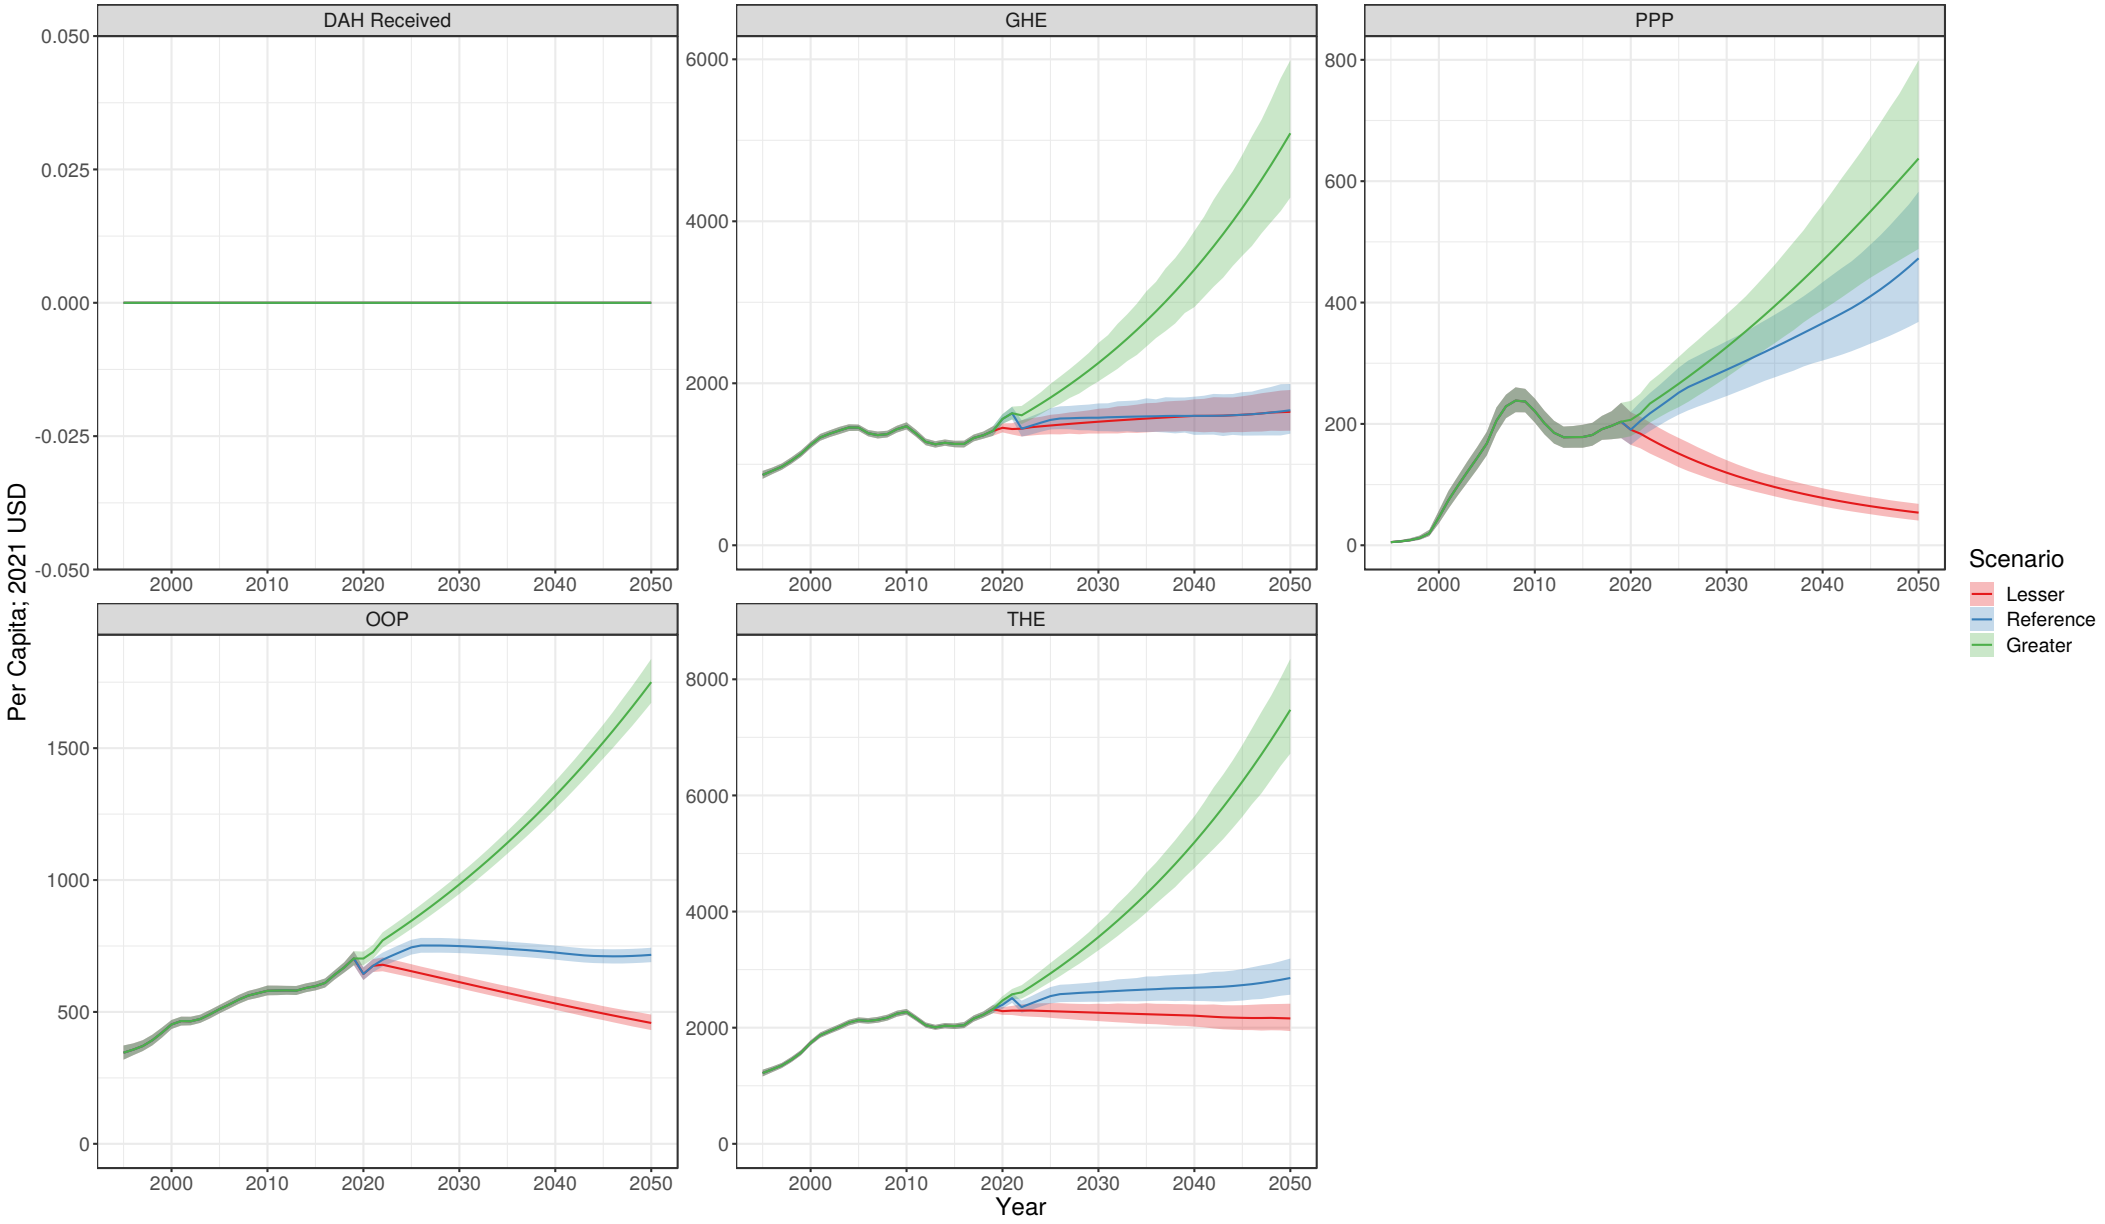 DAH Received
GHE
PPP
0.050
0.025
0.000
-0.025
-0.050
6000
4000
2000
0
800
600
400
200
0
2000 2010 2020 2030 2040 2050
2000 2010 2020 2030 2040 2050
2000 2010 2020 2030 2040 2050
OOP
THE
1500
1000
500
0
8000
6000
4000
2000
0
2000 2010 2020 2030 2040 2050
2000 2010 2020 2030 2040 2050
Year
Per Capita; 2021 USD
Scenario
Lesser
Reference
Greater